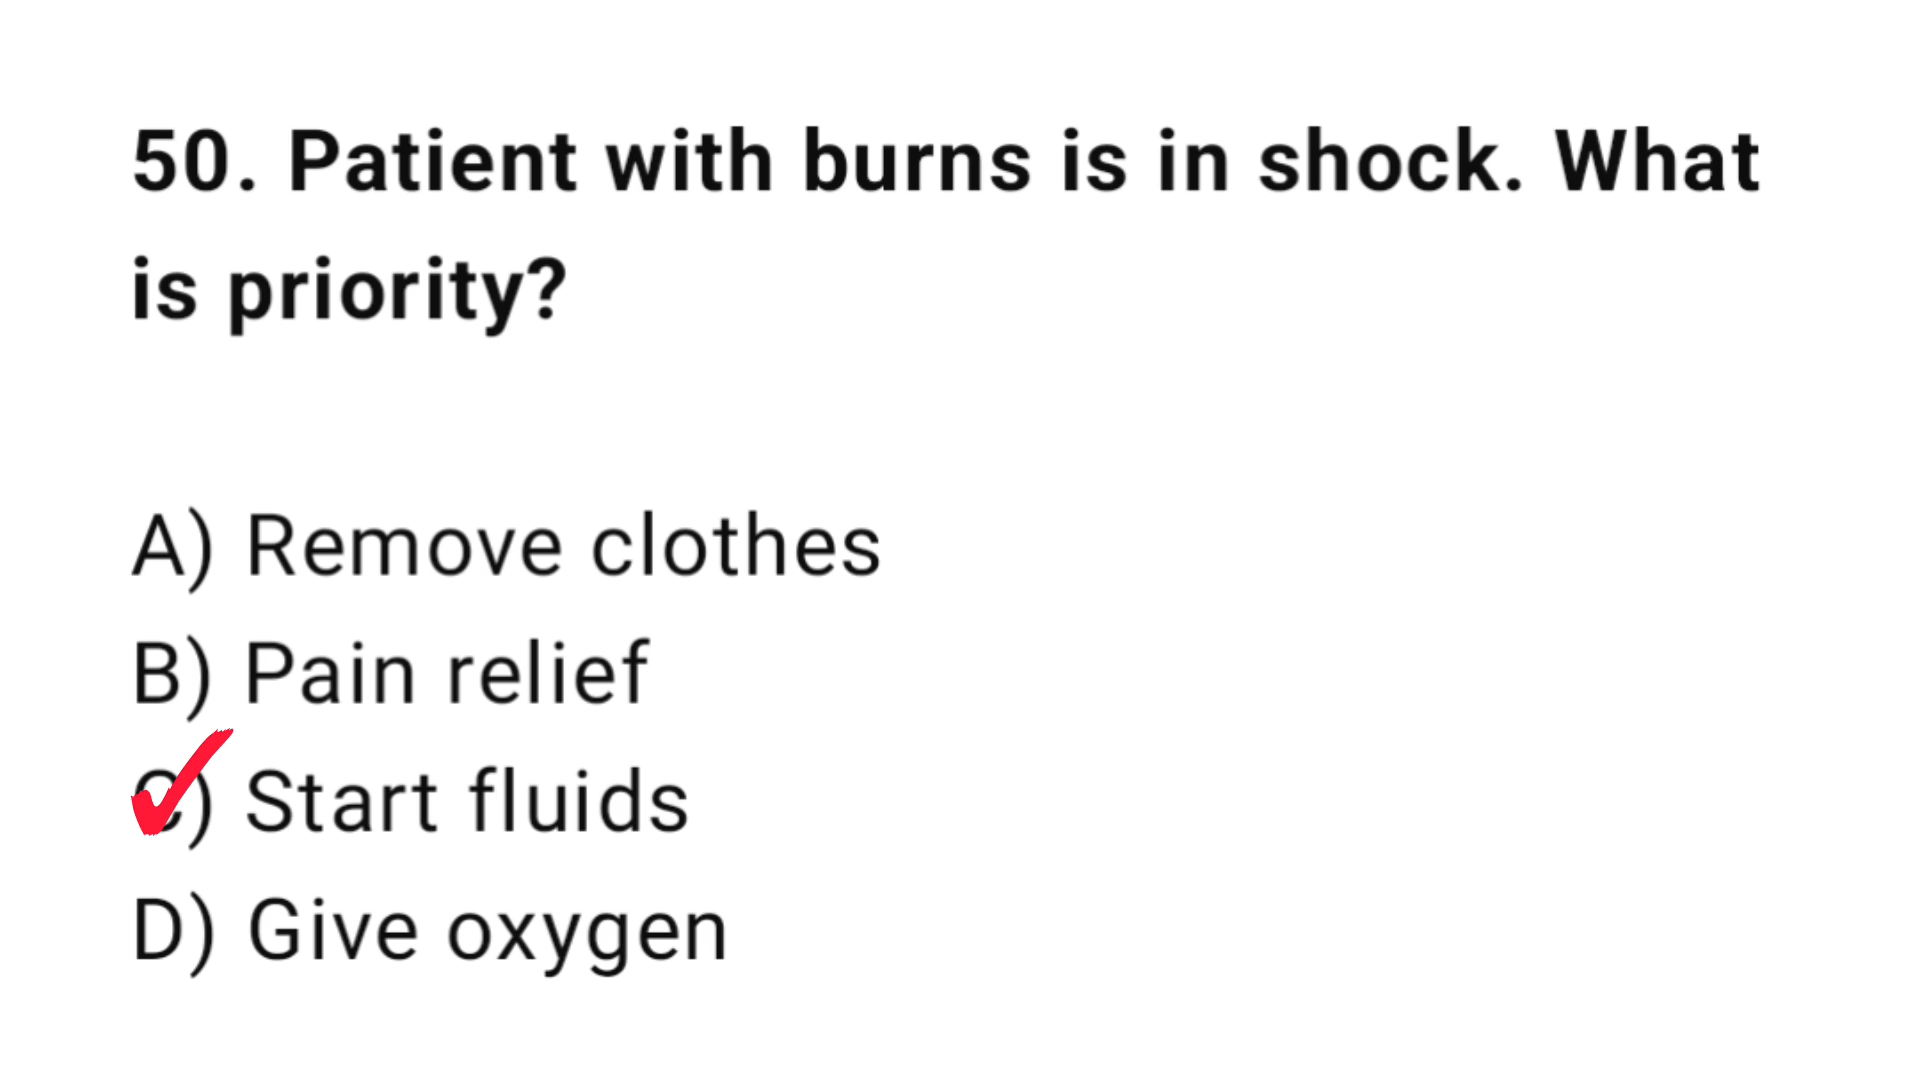 50. Patient with burns is in shock. What
is priority?
A) Remove clothes
B) Pain relief
C) Start fluids
D) Give oxygen